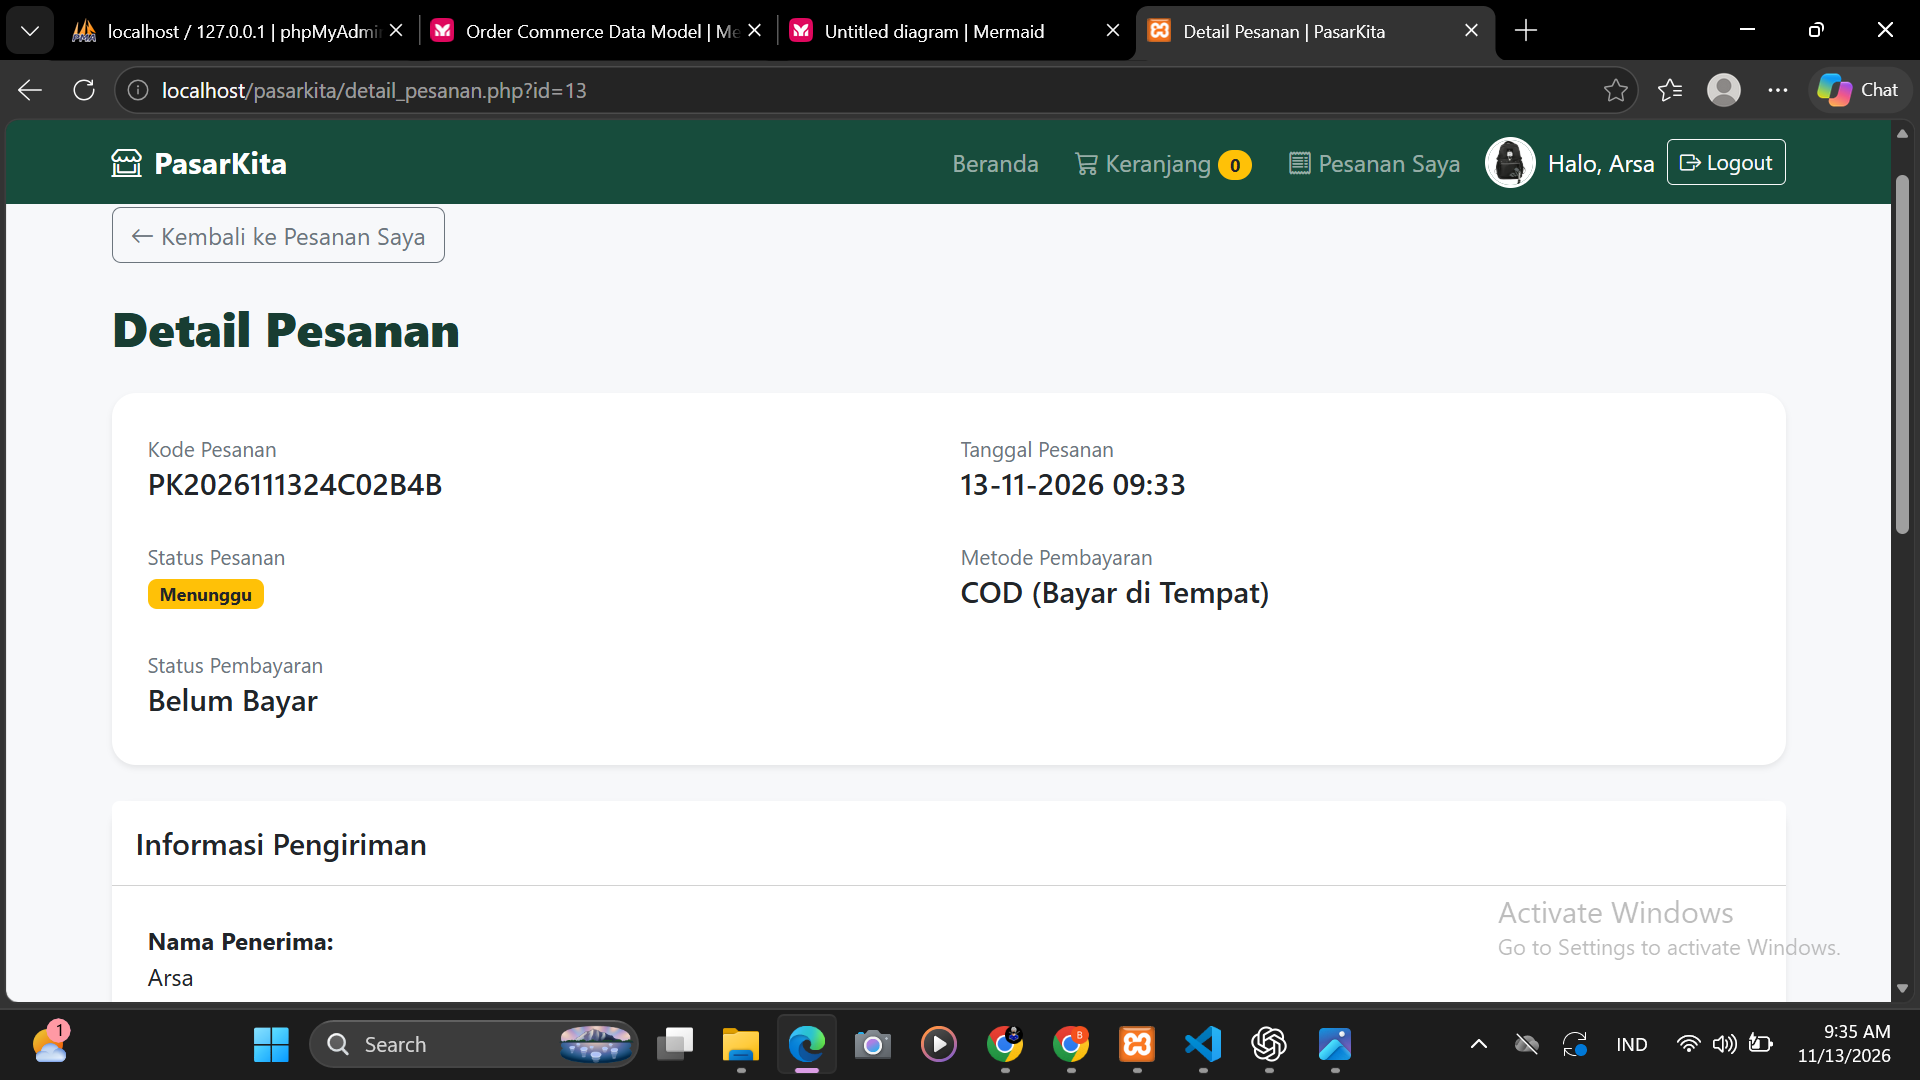 localhost / 127.0.0.1 | phpMyAdmi
Order Commerce Data Model | Me
Untitled diagram | Mermaid
Detail Pesanan | PasarKita
localhost/pasarkita/detail_pesanan.php?id=13
Chat
PasarKita
Beranda
Keranjang 0
Pesanan Saya
Halo, Arsa
Logout
← Kembali ke Pesanan Saya
Detail Pesanan
Kode Pesanan
PK2026111324C02B4B
Tanggal Pesanan
13-11-2026 09:33
Status Pesanan
Menunggu
Metode Pembayaran
COD (Bayar di Tempat)
Status Pembayaran
Belum Bayar
Informasi Pengiriman
Nama Penerima:
Arsa
Activate Windows
Go to Settings to activate Windows.
1
Search
IND
9:35 AM
11/13/2026